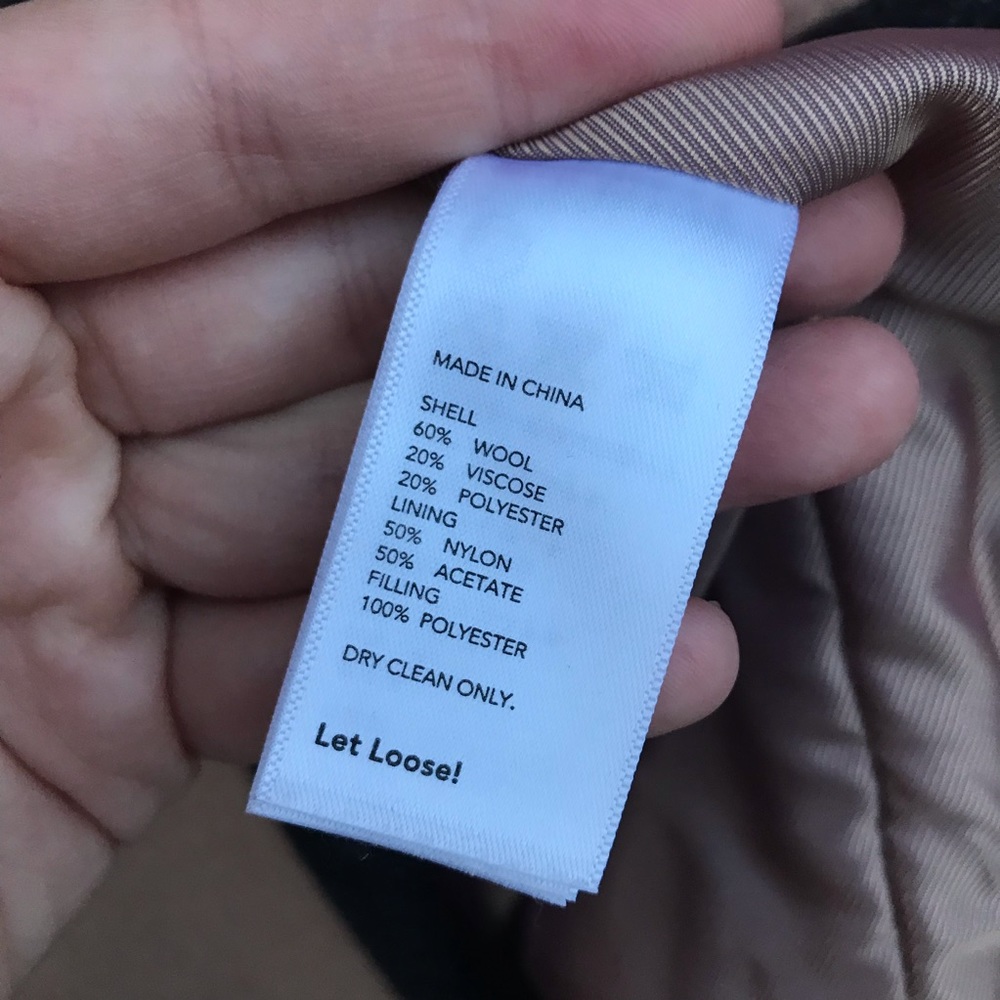 MADE IN CHINA
SHELL
60% WOOL
20% VISCOSE
20% POLYESTER
LINING
50% NYLON
50% ACETATE
FILLING
100% POLYESTER
DRY CLEAN ONLY.
Let Loose!